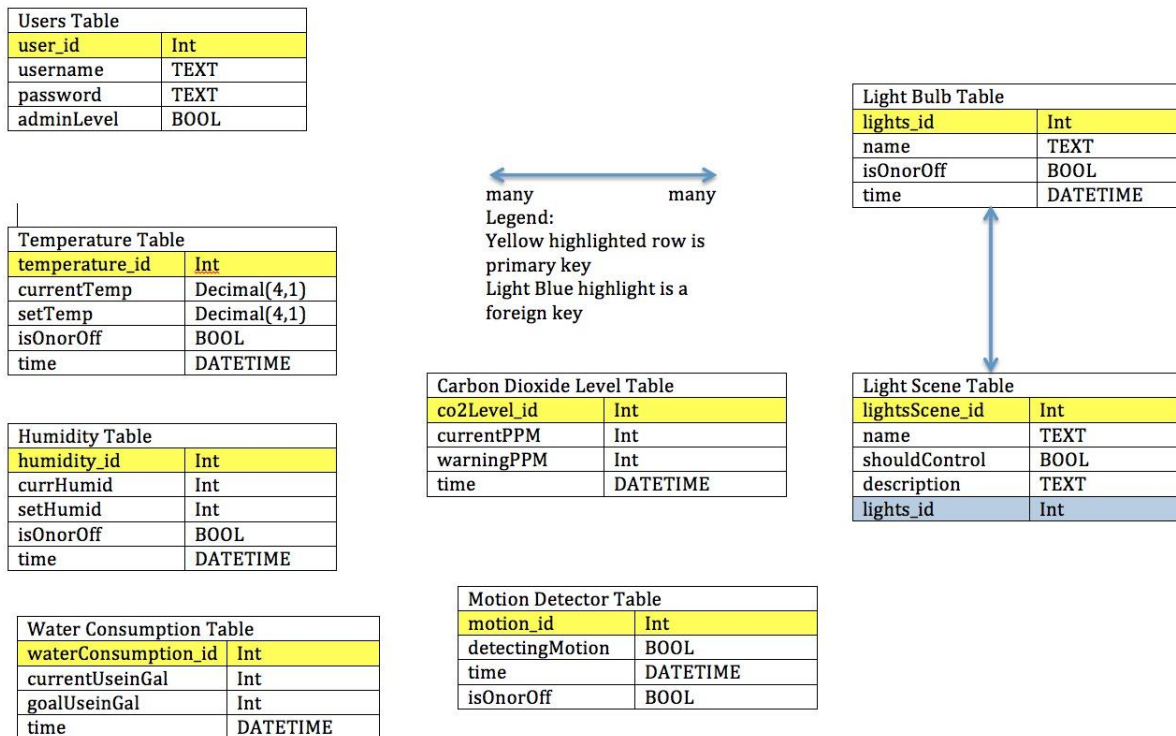 Users Table
user_id Int
username TEXT
password TEXT
adminLevel BOOL
Temperature Table
temperature_id Int
currentTemp Decimal(4,1)
setTemp Decimal(4,1)
isOnorOff BOOL
time DATETIME
Humidity Table
humidity_id Int
currHumid Int
setHumid Int
isOnorOff BOOL
time DATETIME
Water Consumption Table
waterConsumption_id Int
currentUseinGal Int
goalUseinGal Int
time DATETIME
many many
Legend:
Yellow highlighted row is
primary key
Light Blue highlight is a
foreign key
Carbon Dioxide Level Table
co2Level_id Int
currentPPM Int
warningPPM Int
time DATETIME
Motion Detector Table
motion_id Int
detectingMotion BOOL
time DATETIME
isOnorOff BOOL
Light Bulb Table
lights_id Int
name TEXT
isOnorOff BOOL
time DATETIME
Light Scene Table
lightsScene_id Int
name TEXT
shouldControl BOOL
description TEXT
lights_id Int